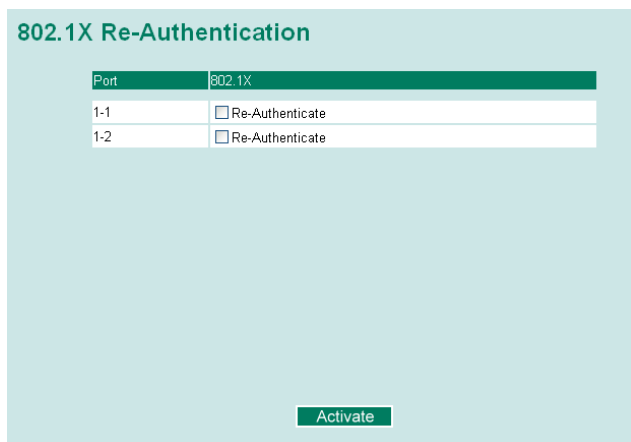 802.1X Re-Authentication
Port 802.1X
1-1 Re-Authenticate
1-2 Re-Authenticate
Activate